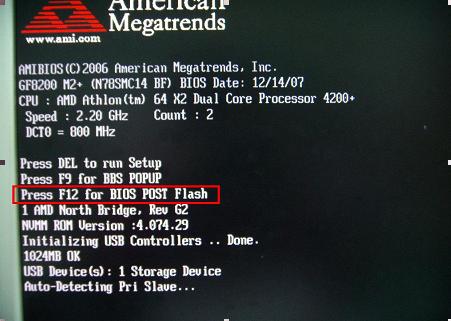 American
Megatrends
www.ami.com
AMIBIOS(C)2006 American Megatrends, Inc.
GF8200 M2+ (N78SMC14 BF) BIOS Date: 12/14/07
CPU : AMD Athlon(tm) 64 X2 Dual Core Processor 4200+
Speed : 2.20 GHz Count : 2
DCT0 = 800 MHz
Press DEL to run Setup
Press F9 for BBS POPUP
Press F12 for BIOS POST Flash
1 AMD North Bridge, Rev G2
NVMM ROM Version :4.074.29
Initializing USB Controllers .. Done.
1024MB OK
USB Device(s): 1 Storage Device
Auto-Detecting Pri Slave...